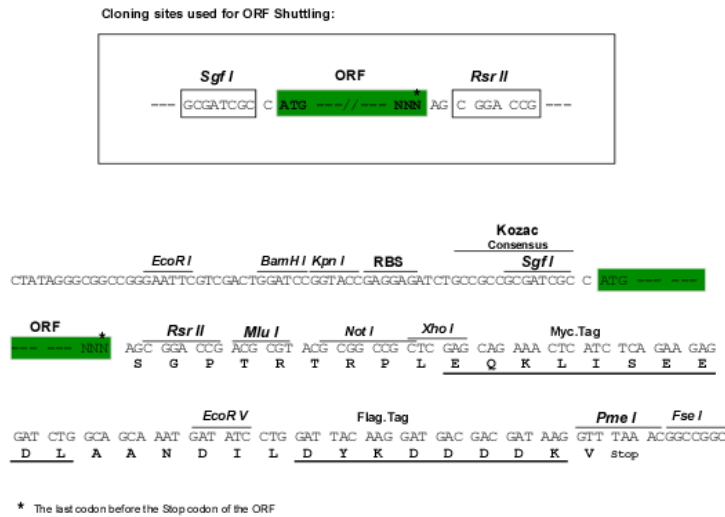 Cloning sites used for ORF Shuttling:
Sgf I ORF Rsr II
*
--- GCGATCGC C ATG ---//--- NNN AG C GGA CCG ---
Kozac
Consensus
EcoR I BamH I Kpn I RBS Sgf I
CTATAGGGCGGCCGGGAATTCGTCGACTGGATCCGGTACCGAGGAGATCTGCCGCCGCGATCGC C ATG --- ---
ORF
* Rsr II Mlu I Not I Xho I Myc.Tag
--- --- NNN AGC GGA CCG ACG CGT ACG CGG CCG CTC GAG CAG AAA CTC ATC TCA GAA GAG
S G P T R T R P L E Q K L I S E E
EcoR V Flag.Tag Pme I Fse I
GAT CTG GCA GCA AAT GAT ATC CTG GAT TAC AAG GAT GAC GAC GAT AAG GTT TAA ACGGCCGGC
D L A A N D I L D Y K D D D D K V Stop
* The last codon before the Stop codon of the ORF